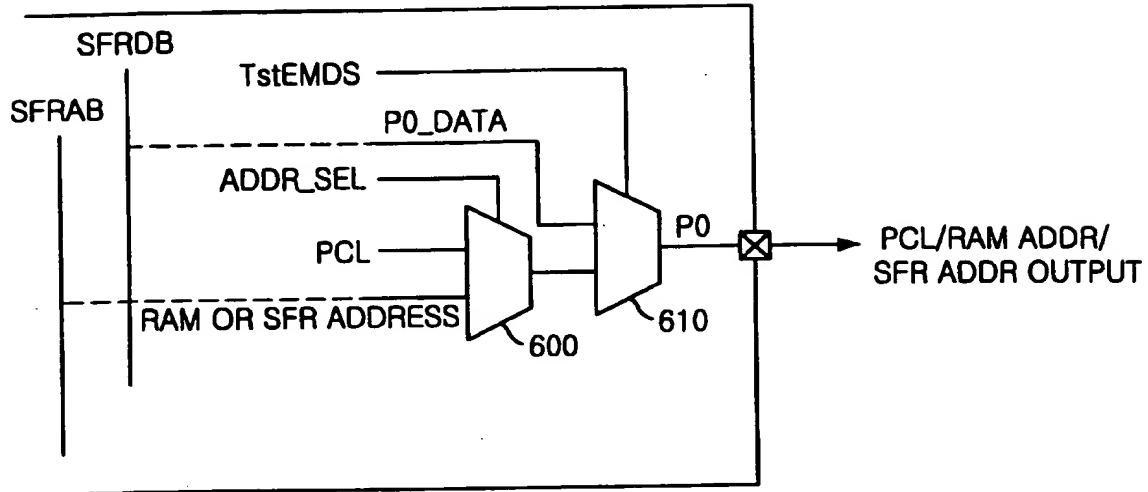 SFRDB
TstEMDS
SFRAB
P0_DATA
ADDR_SEL
PCL
P0
PCL/RAM ADDR/
SFR ADDR OUTPUT
RAM OR SFR ADDRESS
600
610